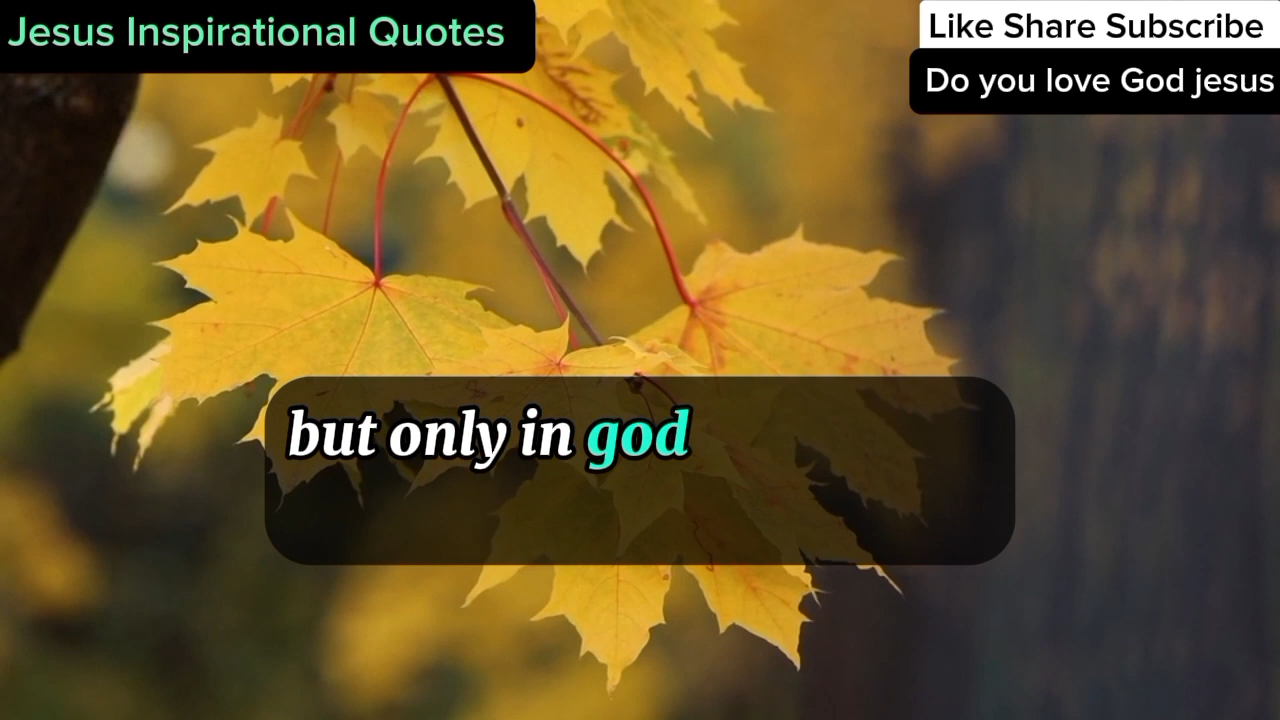 Jesus Inspirational Quotes
Like Share Subscribe
Do you love God jesus
but only in god